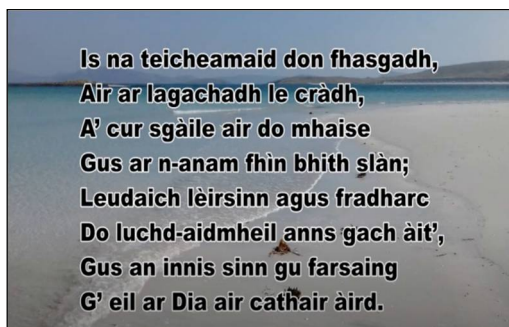 Is na teicheamaid don fhasgadh,
Air ar lagachadh le cràdh,
A’ cur sgàile air do mhaise
Gus ar n-anam fhìn bhith slàn;
Leudaich lèirsinn agus fradharc
Do luchd-aidmheil anns gach àit’,
Gus an innis sinn gu farsaing
G’ eil ar Dia air cathair àird.